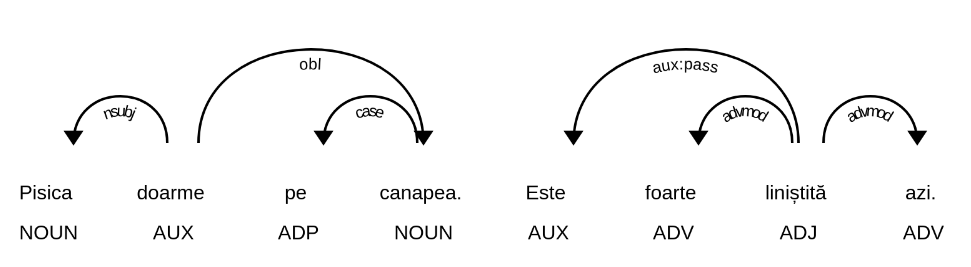 obl aux:pass
nsubj case advmod advmod
Pisica doarme pe canapea. Este foarte liniștită azi.
NOUN AUX ADP NOUN AUX ADV ADJ ADV